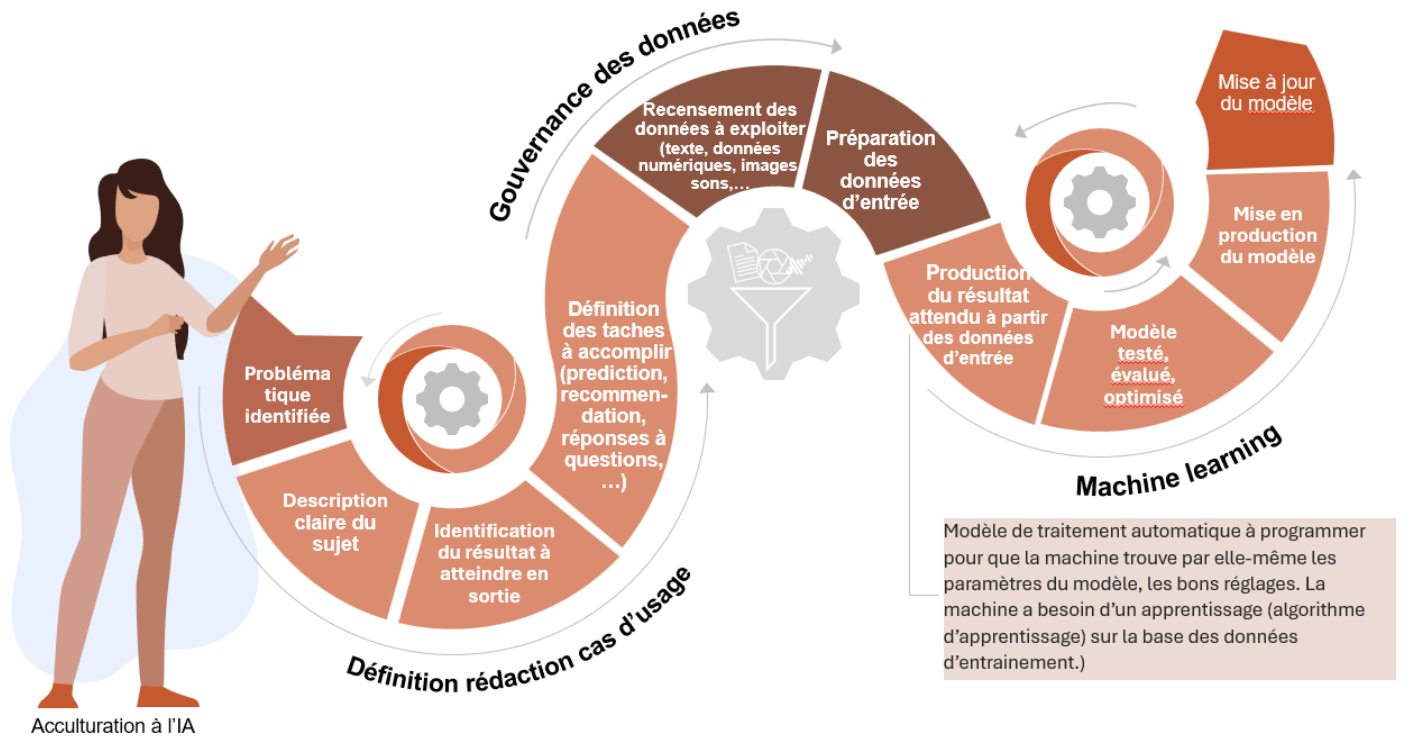 Acculturation à l'IA
Probléma
tique
identifiée
Description
claire du
sujet
Identification
du résultat à
atteindre en
sortie
Définition
des taches
à accomplir
(prediction,
recommen-
dation,
réponses à
questions,
...)
Définition rédaction cas d'usage
Gouvernance des données
Recensement des
données à exploiter
(texte, données
numériques, images
sons,...
Préparation
des
données
d'entrée
Production
du résultat
attendu à partir
des données
d'entrée
Modèle
testé,
évalué,
optimisé
Mise en
production
du modèle
Mise à jour
du modèle
Machine learning
Modèle de traitement automatique à programmer
pour que la machine trouve par elle-même les
paramètres du modèle, les bons réglages. La
machine a besoin d'un apprentissage (algorithme
d'apprentissage) sur la base des données
d'entrainement.)